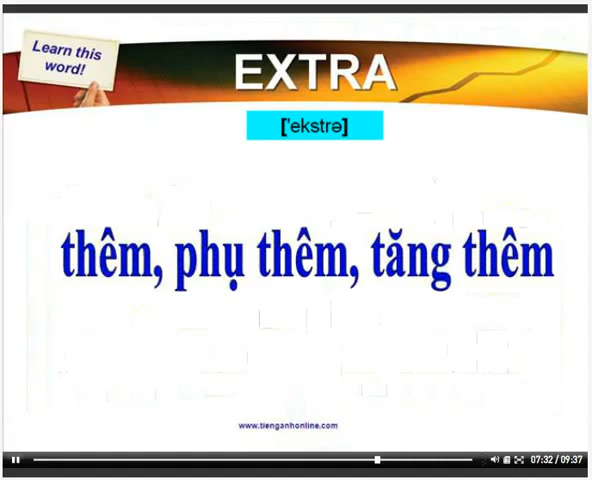 Learn this
word!
EXTRA
['ekstrə]
thêm, phụ thêm, tăng thêm
www.tienganhonline.com
07:32 / 09:37